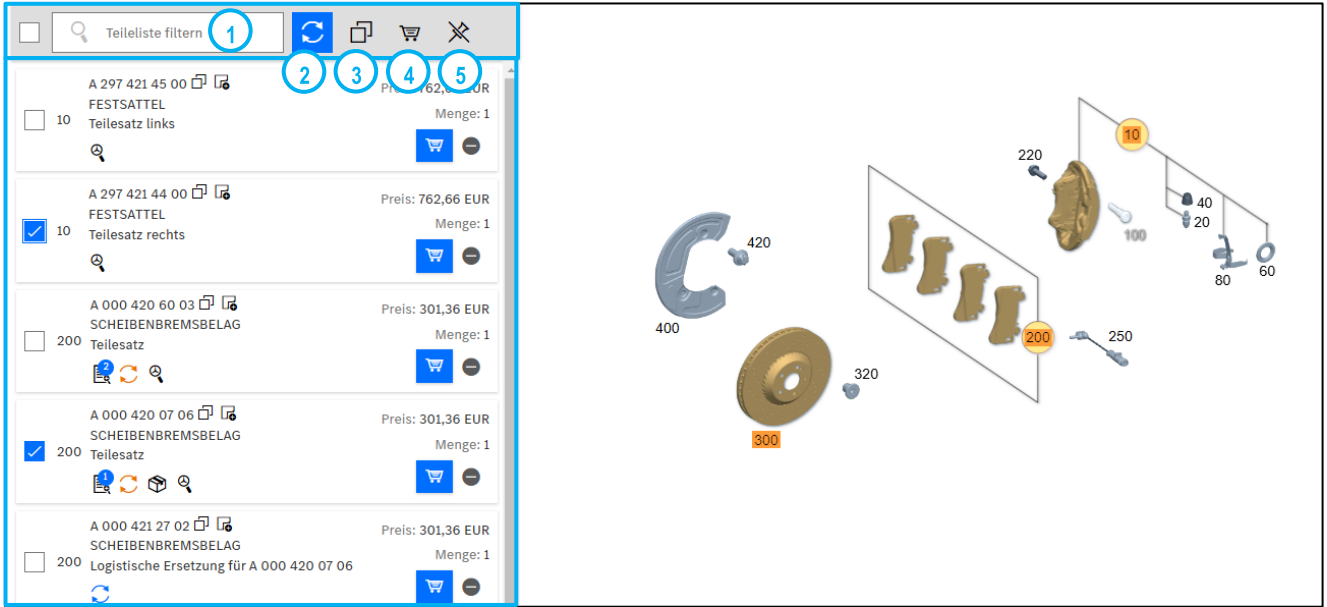 Teileliste filtern 1
2 3 4 5
A 297 421 45 00
FESTSATTEL
10 Teilesatz links
Menge: 1
A 297 421 44 00
Preis: 762,66 EUR
FESTSATTEL
Menge: 1
10 Teilesatz rechts
A 000 420 60 03
Preis: 301,36 EUR
SCHEIBENBREMSBELAG
Menge: 1
200 Teilesatz
2
A 000 420 07 06
Preis: 301,36 EUR
SCHEIBENBREMSBELAG
Menge: 1
200 Teilesatz
1
A 000 421 27 02
Preis: 301,36 EUR
SCHEIBENBREMSBELAG
Menge: 1
200 Logistische Ersetzung für A 000 420 07 06
10
220
40
20
100
420
80
60
400
200
250
320
300